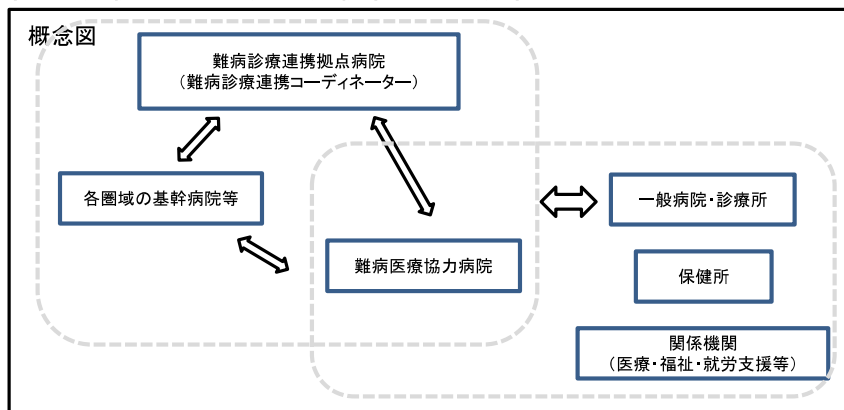 概念図
難病診療連携拠点病院
（難病診療連携コーディネーター）
各圏域の基幹病院等
一般病院・診療所
難病医療協力病院
保健所
関係機関
（医療・福祉・就労支援等）